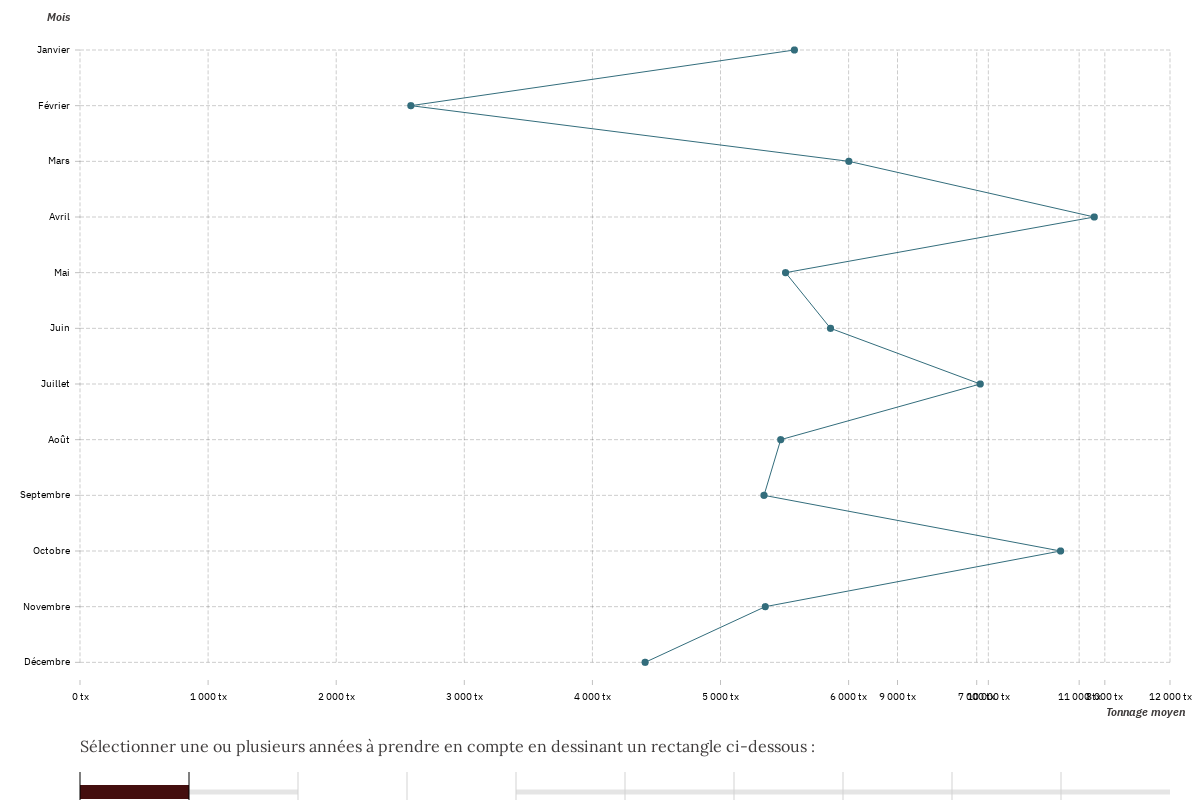 Mois
Janvier
Février
Mars
Avril
Mai
Juin
Juillet
Août
Septembre
Octobre
Novembre
Décembre
0 tx 1 000 tx 2 000 tx 3 000 tx 4 000 tx 5 000 tx 6 000 tx 9 000 tx 12 000 tx
Tonnage moyen
Sélectionner une ou plusieurs années à prendre en compte en dessinant un rectangle ci-dessous :